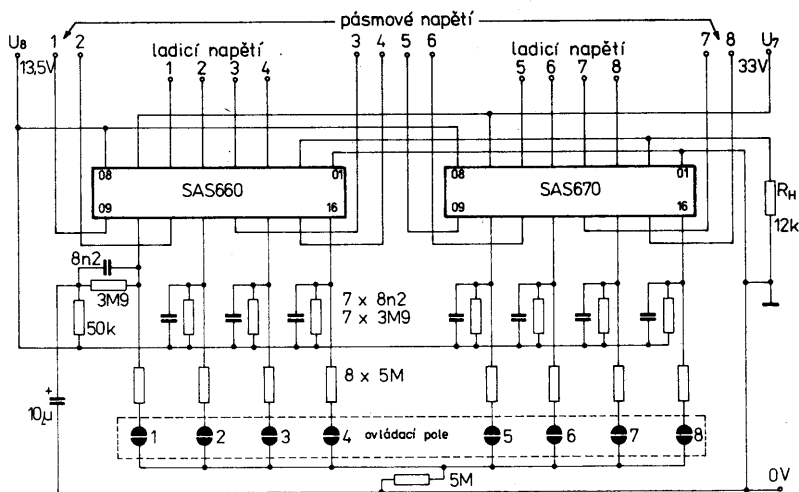 pásmové napětí
U8 1 2 ladicí napětí 3 4 5 6 ladicí napětí 7 8 U7
13,5V 1 2 3 4 5 6 7 8 33V
08 01 08 01
SAS660 SAS670
09 16 09 16
RH
12k
8n2
3M9
50k
7 x 8n2
7 x 3M9
8 x 5M
+
10µ
1 2 3 4 ovládací pole 5 6 7 8
5M
0V